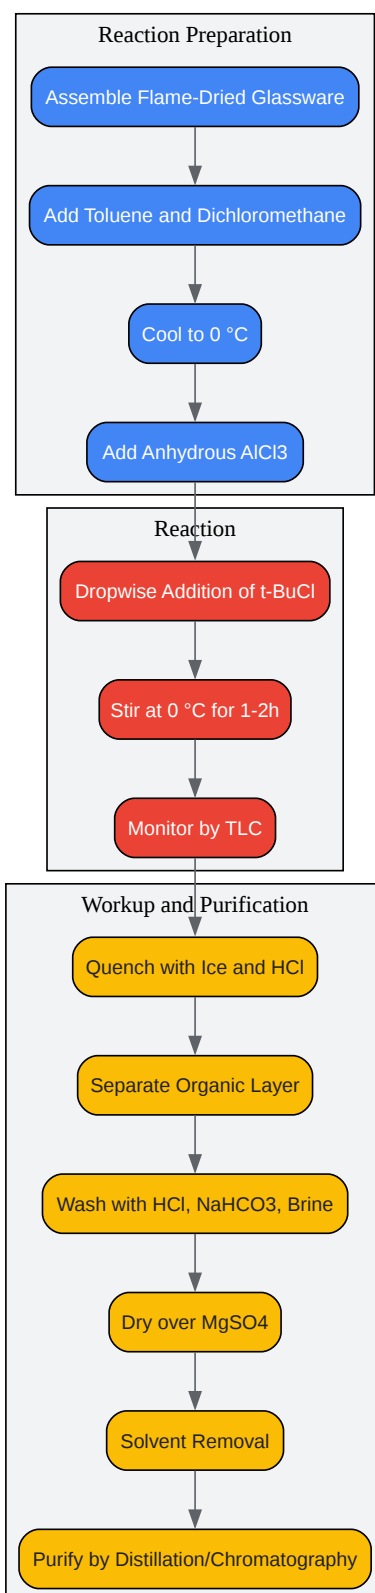 Reaction Preparation
Assemble Flame-Dried Glassware
Add Toluene and Dichloromethane
Cool to 0 °C
Add Anhydrous AlCl3
Reaction
Dropwise Addition of t-BuCl
Stir at 0 °C for 1-2h
Monitor by TLC
Workup and Purification
Quench with Ice and HCl
Separate Organic Layer
Wash with HCl, NaHCO3, Brine
Dry over MgSO4
Solvent Removal
Purify by Distillation/Chromatography